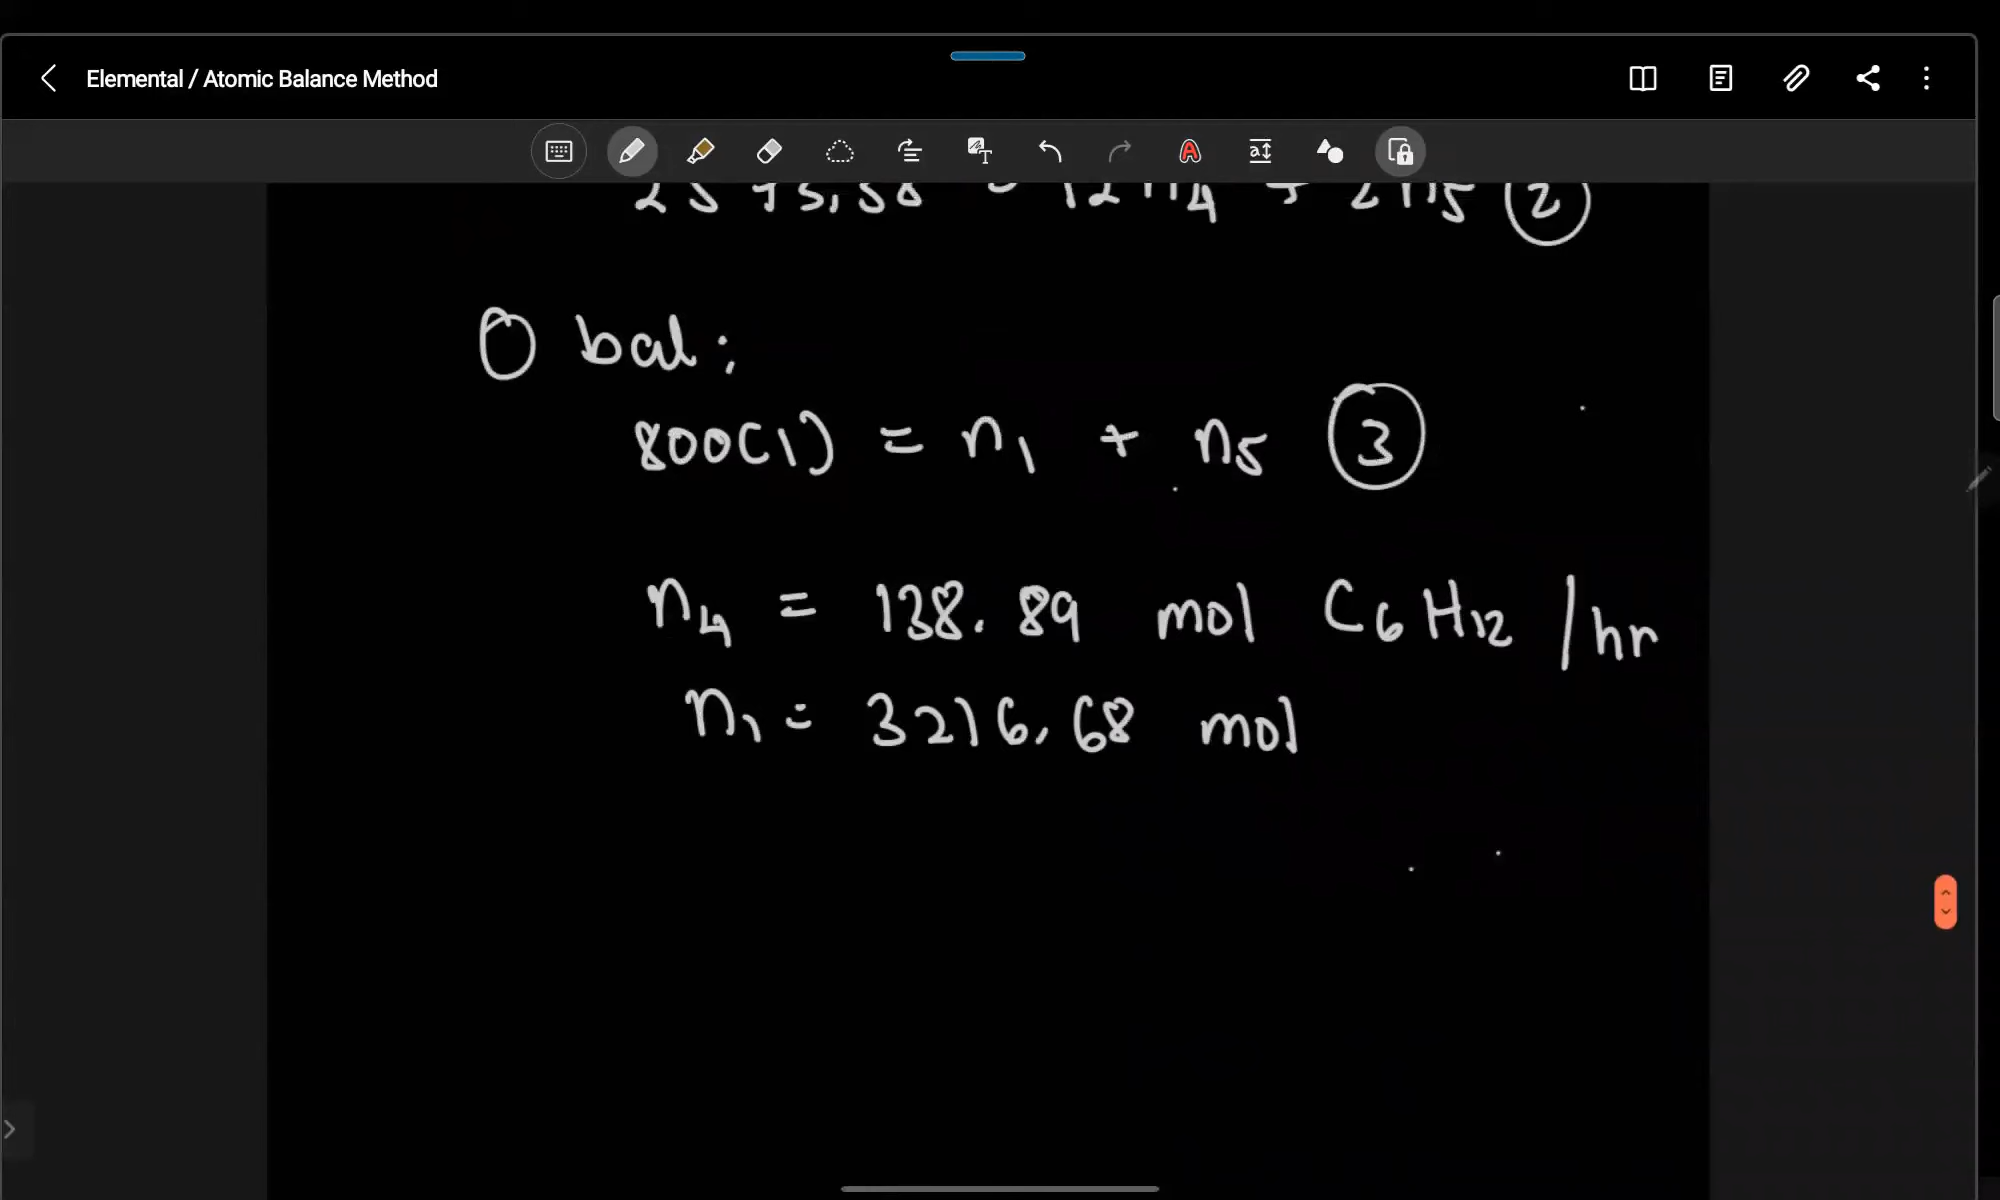 Elemental / Atomic Balance Method
O bal:
800(1) = n1 + n5 ③
n4 = 138.89 mol C6H12 /hr
n1 = 3216.68 mol